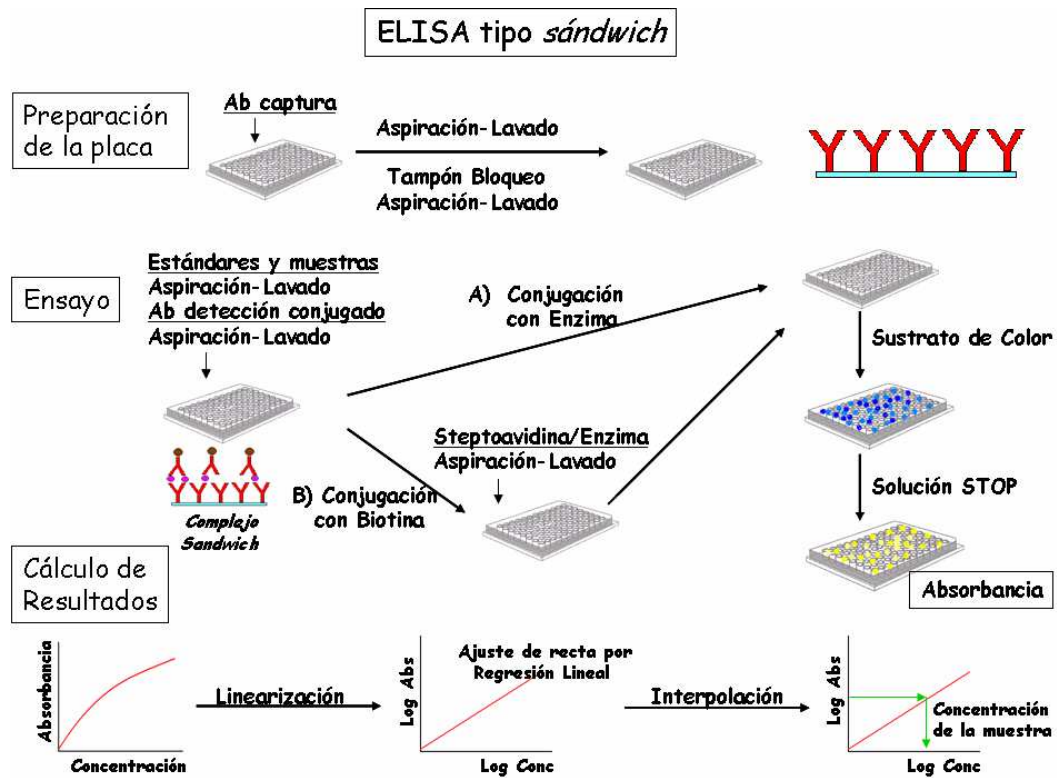 ELISA tipo sándwich
Preparación
de la placa
Ab captura
Aspiración-Lavado
Tampón Bloqueo
Aspiración-Lavado
Ensayo
Estándares y muestras
Aspiración-Lavado
Ab detección conjugado
Aspiración-Lavado
A) Conjugación
con Enzima
Sustrato de Color
Steptoavidina/Enzima
Aspiración-Lavado
B) Conjugación
con Biotina
Solución STOP
Complejo
Sandwich
Absorbancia
Cálculo de
Resultados
Absorbancia
Concentración
Linearización
Log Abs
Ajuste de recta por
Regresión Lineal
Log Conc
Interpolación
Log Abs
Concentración
de la muestra
Log Conc